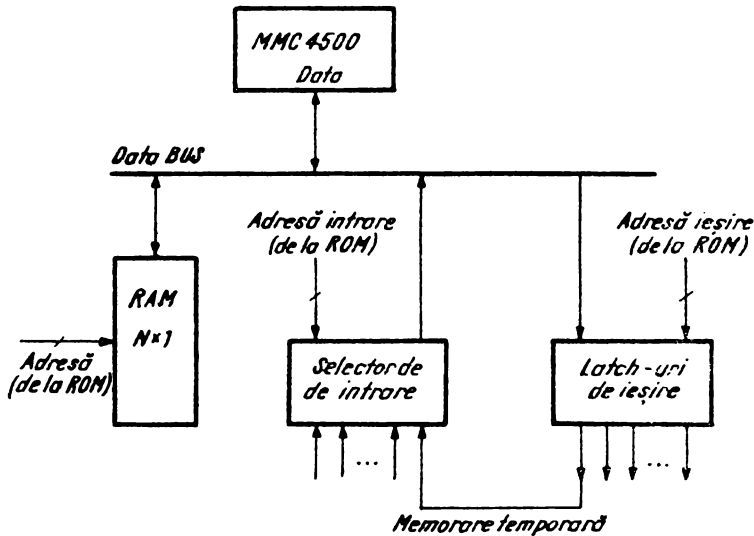 MMC 4500
Data
Data BUS
Adresă intrare
(de la ROM)
Adresă ieșire
(de la ROM)
RAM
N×1
Adresă
(de la ROM)
Selector de
de intrare
Latch-uri
de ieșire
...
...
Memorare temporară